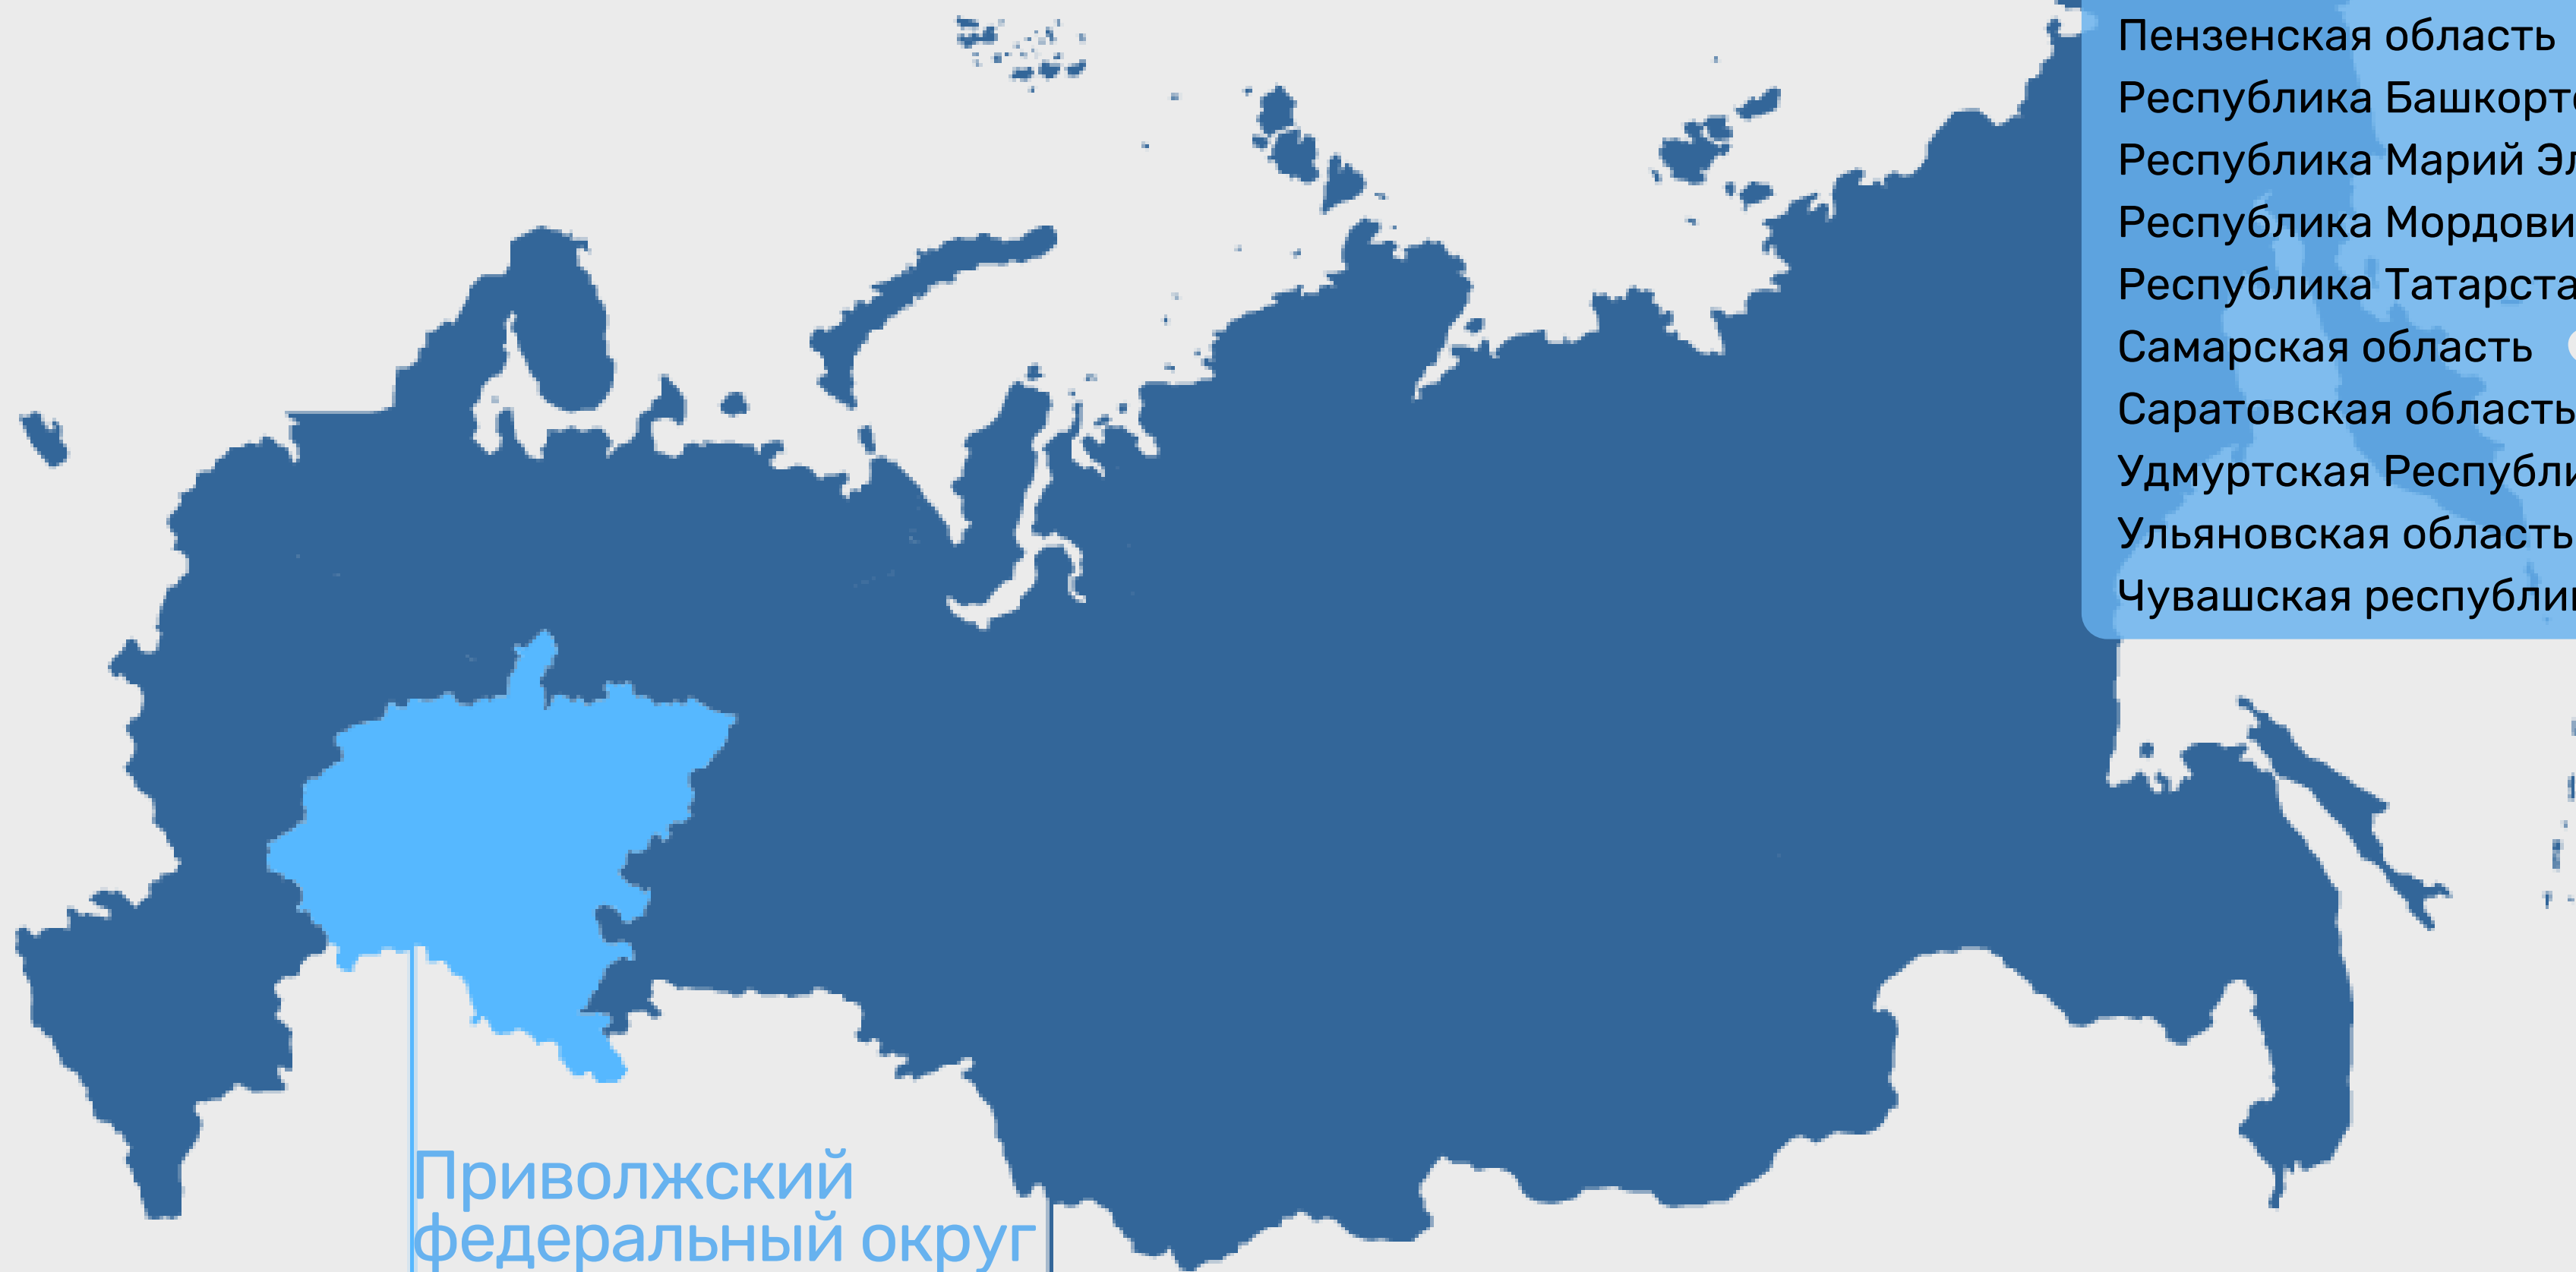 Пензенская область
Республика Башкорт
Республика Марий Эл
Республика Мордови
Республика Татарста
Самарская область
Саратовская область
Удмуртская Республи
Ульяновская область
Чувашская республи
Приволжский
федеральный округ